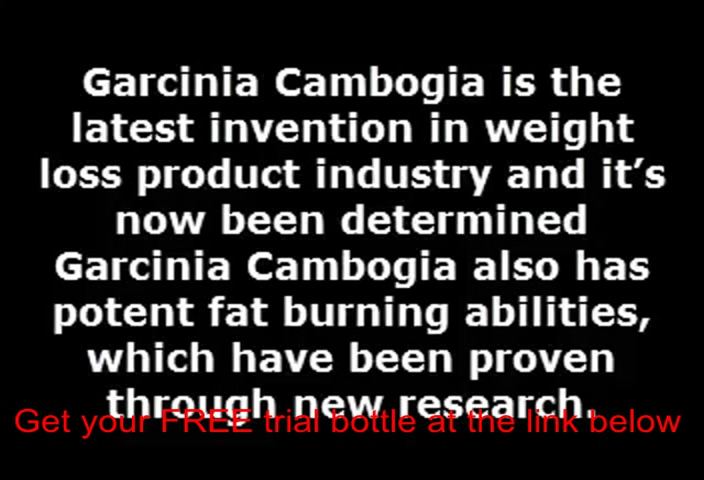 Garcinia Cambogia is the
latest invention in weight
loss product industry and it’s
now been determined
Garcinia Cambogia also has
potent fat burning abilities,
which have been proven
through new research.
Get your FREE trial bottle at the link below